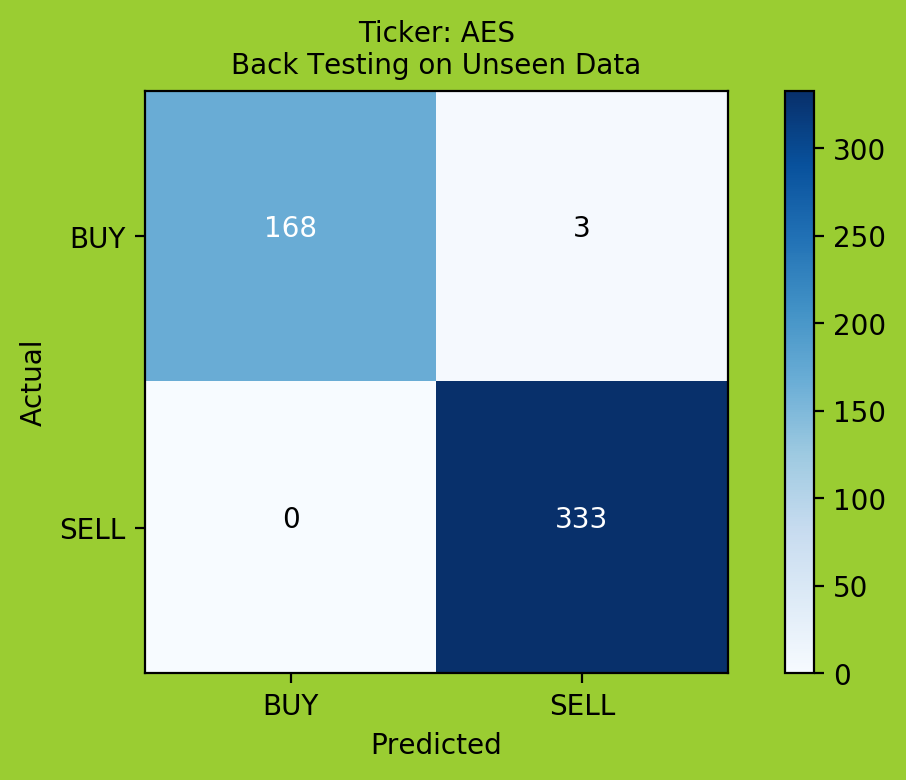 Ticker: AES
Back Testing on Unseen Data
BUY
168
3
SELL
0
333
BUY
SELL
Predicted
Actual
300
250
200
150
100
50
0